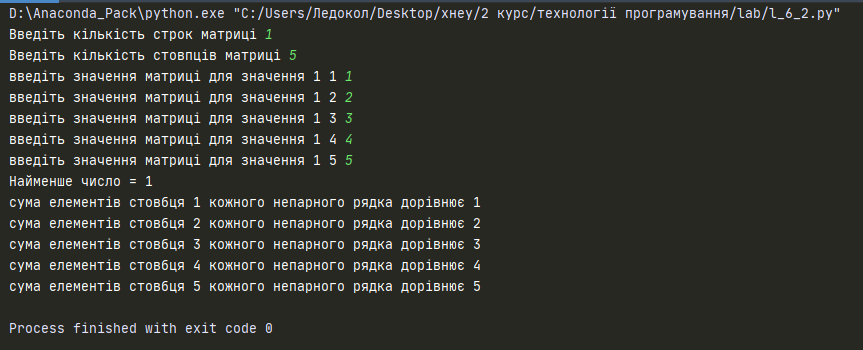 D:\Anaconda_Pack\python.exe "C:/Users/Ледокол/Desktop/хнеу/2 курс/технології програмування/lab/l_6_2.py"
Введіть кількість строк матриці 1
Введіть кількість стовпців матриці 5
введіть значення матриці для значення 1 1 1
введіть значення матриці для значення 1 2 2
введіть значення матриці для значення 1 3 3
введіть значення матриці для значення 1 4 4
введіть значення матриці для значення 1 5 5
Найменше число = 1
сума елементів стовбця 1 кожного непарного рядка дорівнює 1
сума елементів стовбця 2 кожного непарного рядка дорівнює 2
сума елементів стовбця 3 кожного непарного рядка дорівнює 3
сума елементів стовбця 4 кожного непарного рядка дорівнює 4
сума елементів стовбця 5 кожного непарного рядка дорівнює 5
Process finished with exit code 0